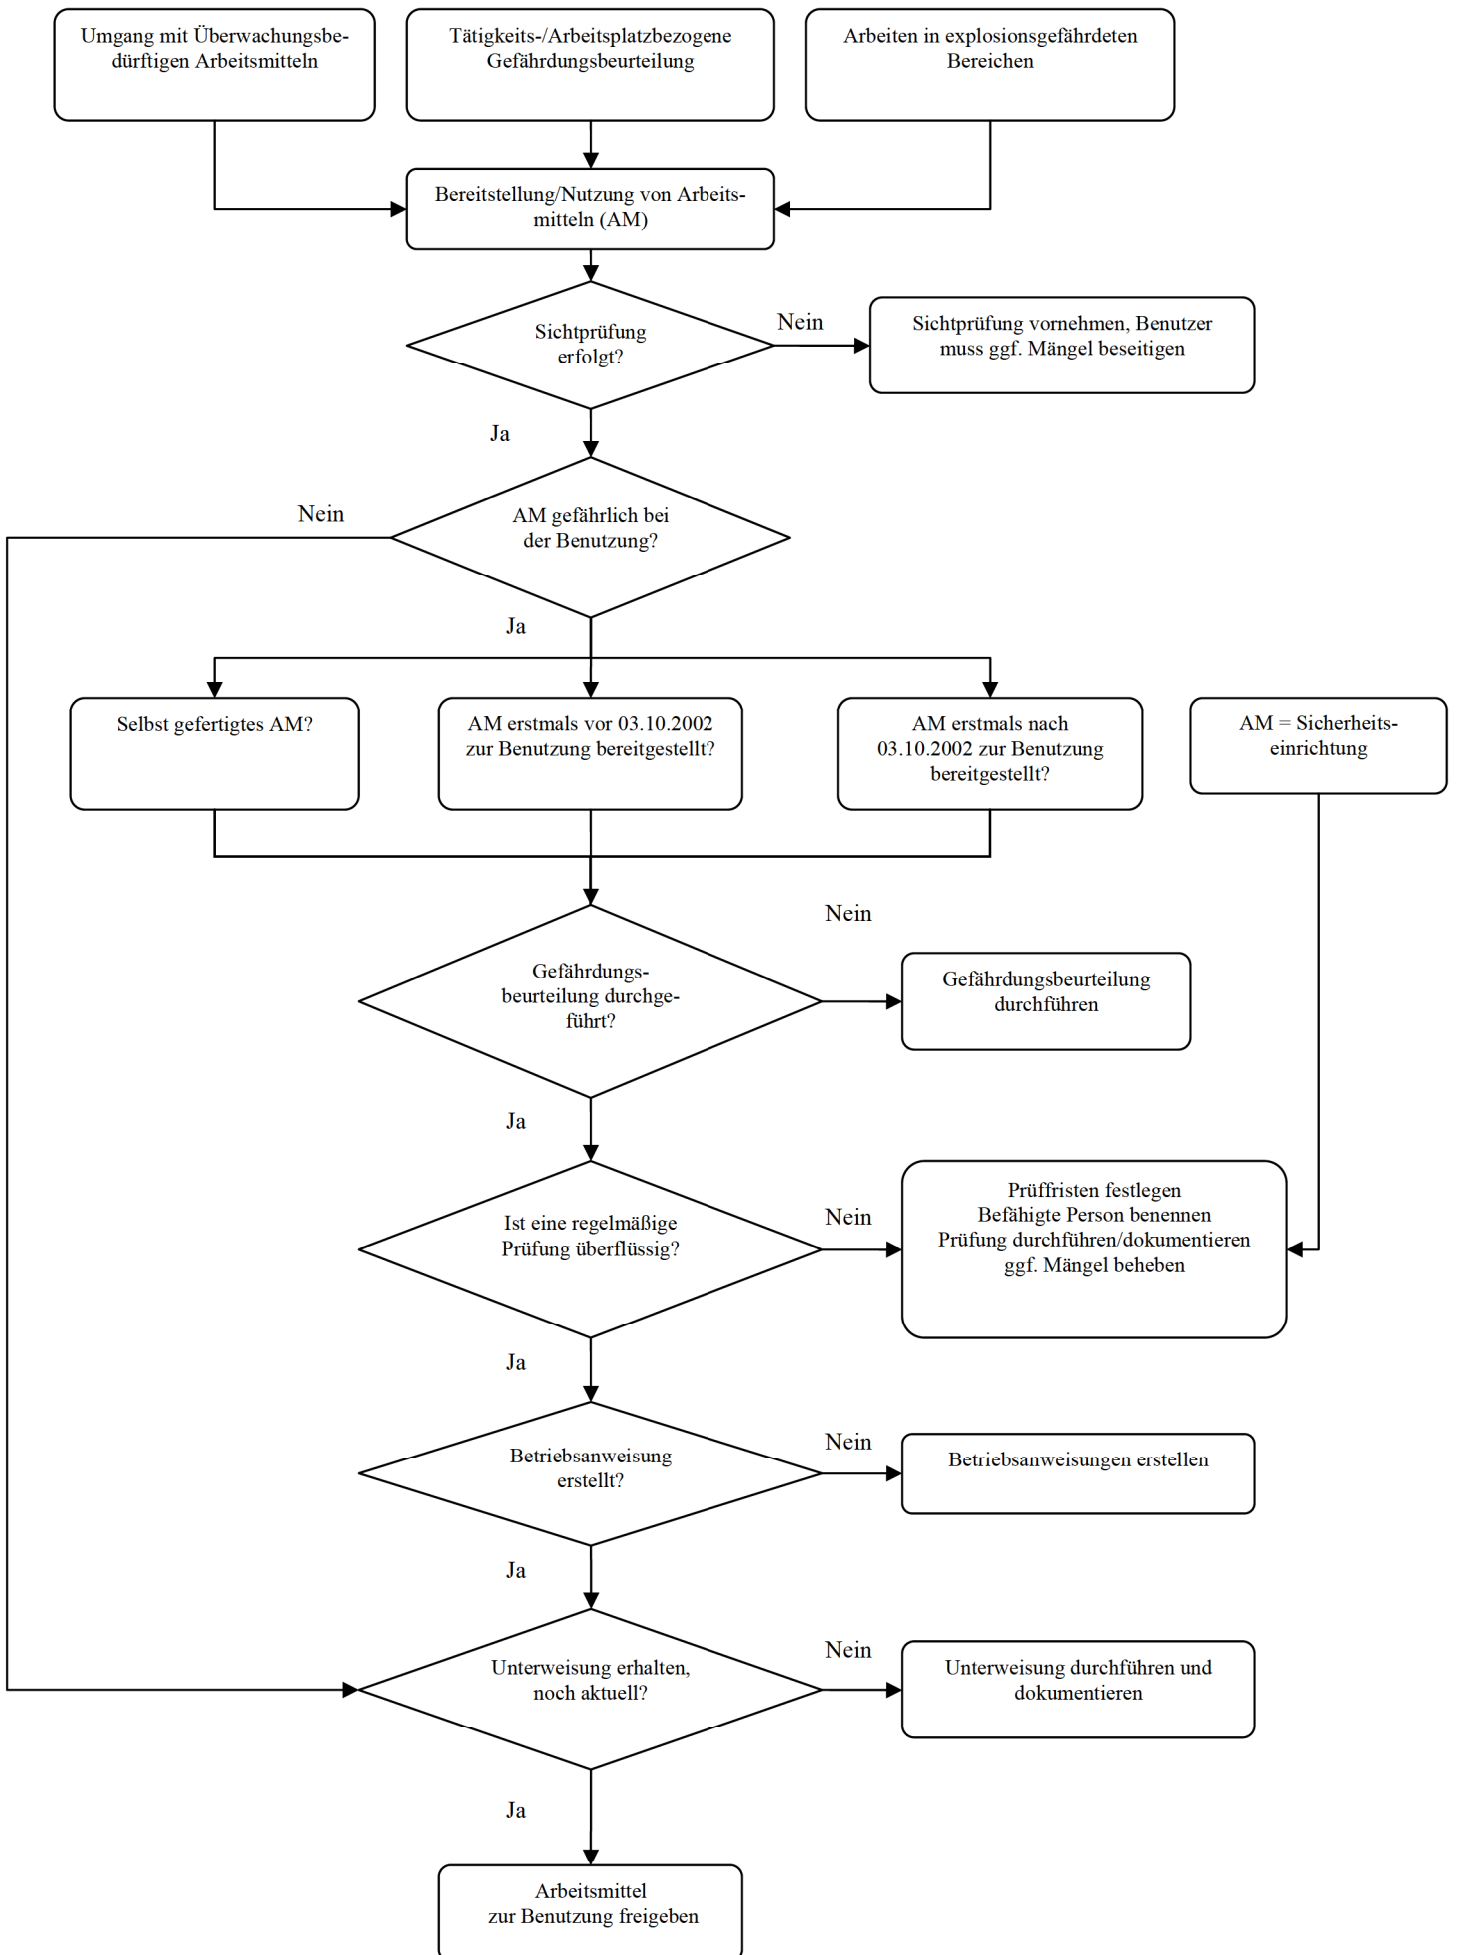 Umgang mit Überwachungsbe-
dürftigen Arbeitsmitteln
Tätigkeits-/Arbeitsplatzbezogene
Gefährdungsbeurteilung
Arbeiten in explosionsgefährdeten
Bereichen
Bereitstellung/Nutzung von Arbeits-
mitteln (AM)
Sichtprüfung
erfolgt?
Nein
Sichtprüfung vornehmen, Benutzer
muss ggf. Mängel beseitigen
Ja
AM gefährlich bei
der Benutzung?
Nein
Ja
Selbst gefertigtes AM?
AM erstmals vor 03.10.2002
zur Benutzung bereitgestellt?
AM erstmals nach
03.10.2002 zur Benutzung
bereitgestellt?
AM = Sicherheits-
einrichtung
Gefährdungs-
beurteilung durchge-
führt?
Nein
Gefährdungsbeurteilung
durchführen
Ja
Ist eine regelmäßige
Prüfung überflüssig?
Nein
Prüffristen festlegen
Befähigte Person benennen
Prüfung durchführen/dokumentieren
ggf. Mängel beheben
Ja
Betriebsanweisung
erstellt?
Nein
Betriebsanweisungen erstellen
Ja
Unterweisung erhalten,
noch aktuell?
Nein
Unterweisung durchführen und
dokumentieren
Ja
Arbeitsmittel
zur Benutzung freigeben